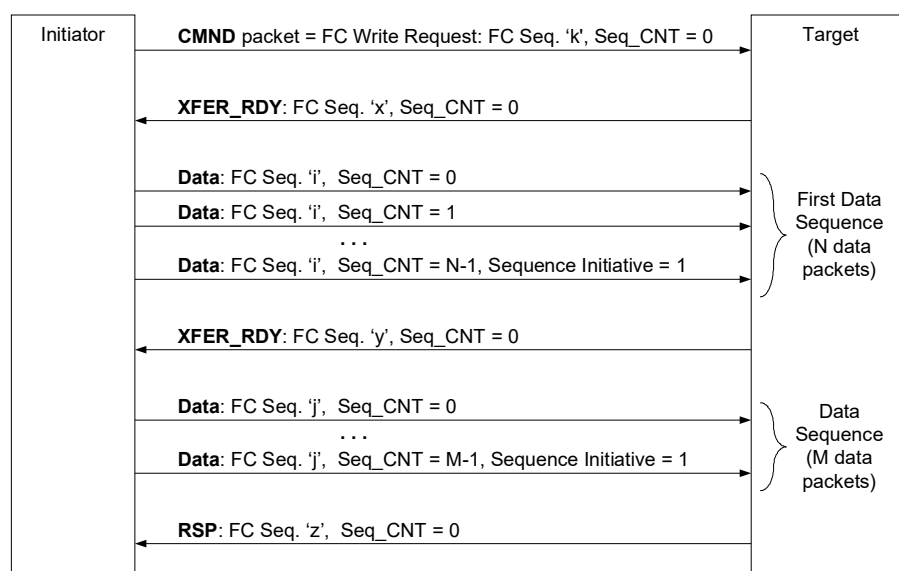 Initiator
Target
CMND packet = FC Write Request: FC Seq. ‘k', Seq_CNT = 0
XFER_RDY: FC Seq. ‘x’, Seq_CNT = 0
Data: FC Seq. ‘i’, Seq_CNT = 0
Data: FC Seq. ‘i’, Seq_CNT = 1
. . .
Data: FC Seq. ‘i’, Seq_CNT = N-1, Sequence Initiative = 1
First Data
Sequence
(N data
packets)
XFER_RDY: FC Seq. ‘y’, Seq_CNT = 0
Data: FC Seq. ‘j’, Seq_CNT = 0
. . .
Data: FC Seq. ‘j’, Seq_CNT = M-1, Sequence Initiative = 1
Data
Sequence
(M data
packets)
RSP: FC Seq. ‘z’, Seq_CNT = 0